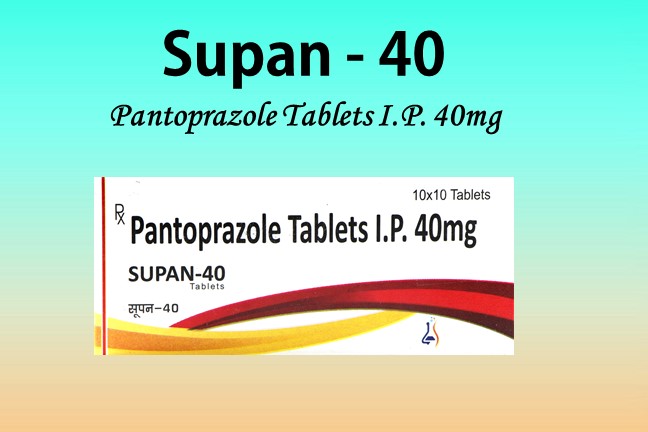 Supan - 40
Pantoprazole Tablets I.P. 40mg
10x10 Tablets
Rx Pantoprazole Tablets I.P. 40mg
SUPAN-40
Tablets
सूपन-40